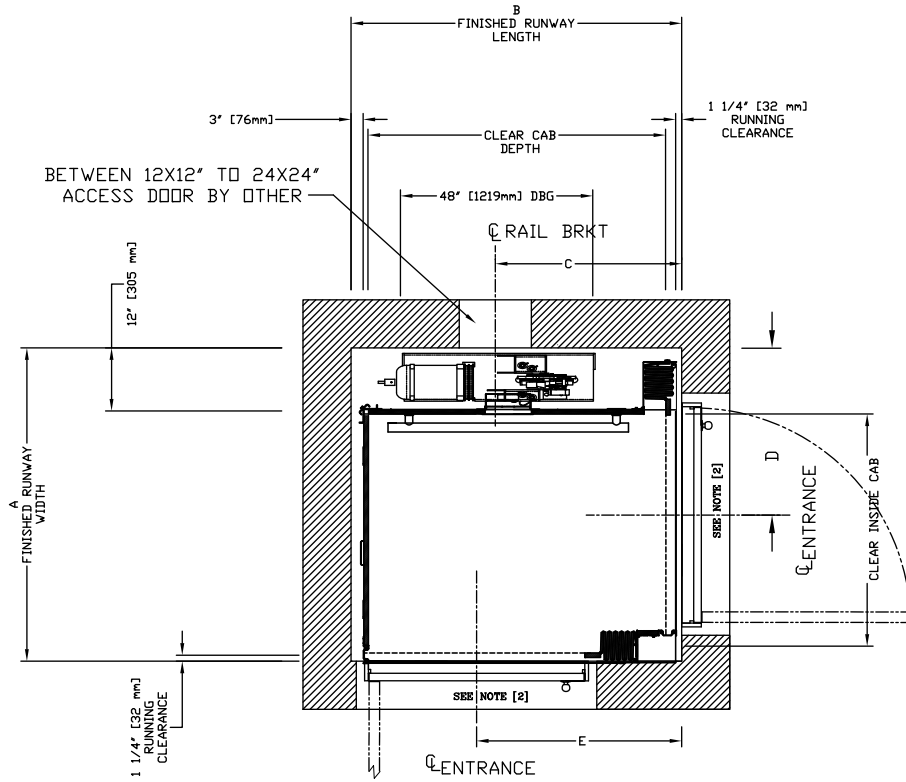 B
FINISHED RUNWAY
LENGTH
3" [76mm]
1 1/4" [32 mm]
RUNNING
CLEARANCE
CLEAR CAB
DEPTH
BETWEEN 12X12" TO 24X24"
ACCESS DOOR BY OTHER
48" [1219mm] DBG
℄ RAIL BRKT
C
12" [305 mm]
A
FINISHED RUNWAY
WIDTH
D
SEE NOTE [2]
℄ENTRANCE
CLEAR INSIDE CAB
1 1/4" [32 mm]
RUNNING
CLEARANCE
SEE NOTE [2]
E
℄ENTRANCE